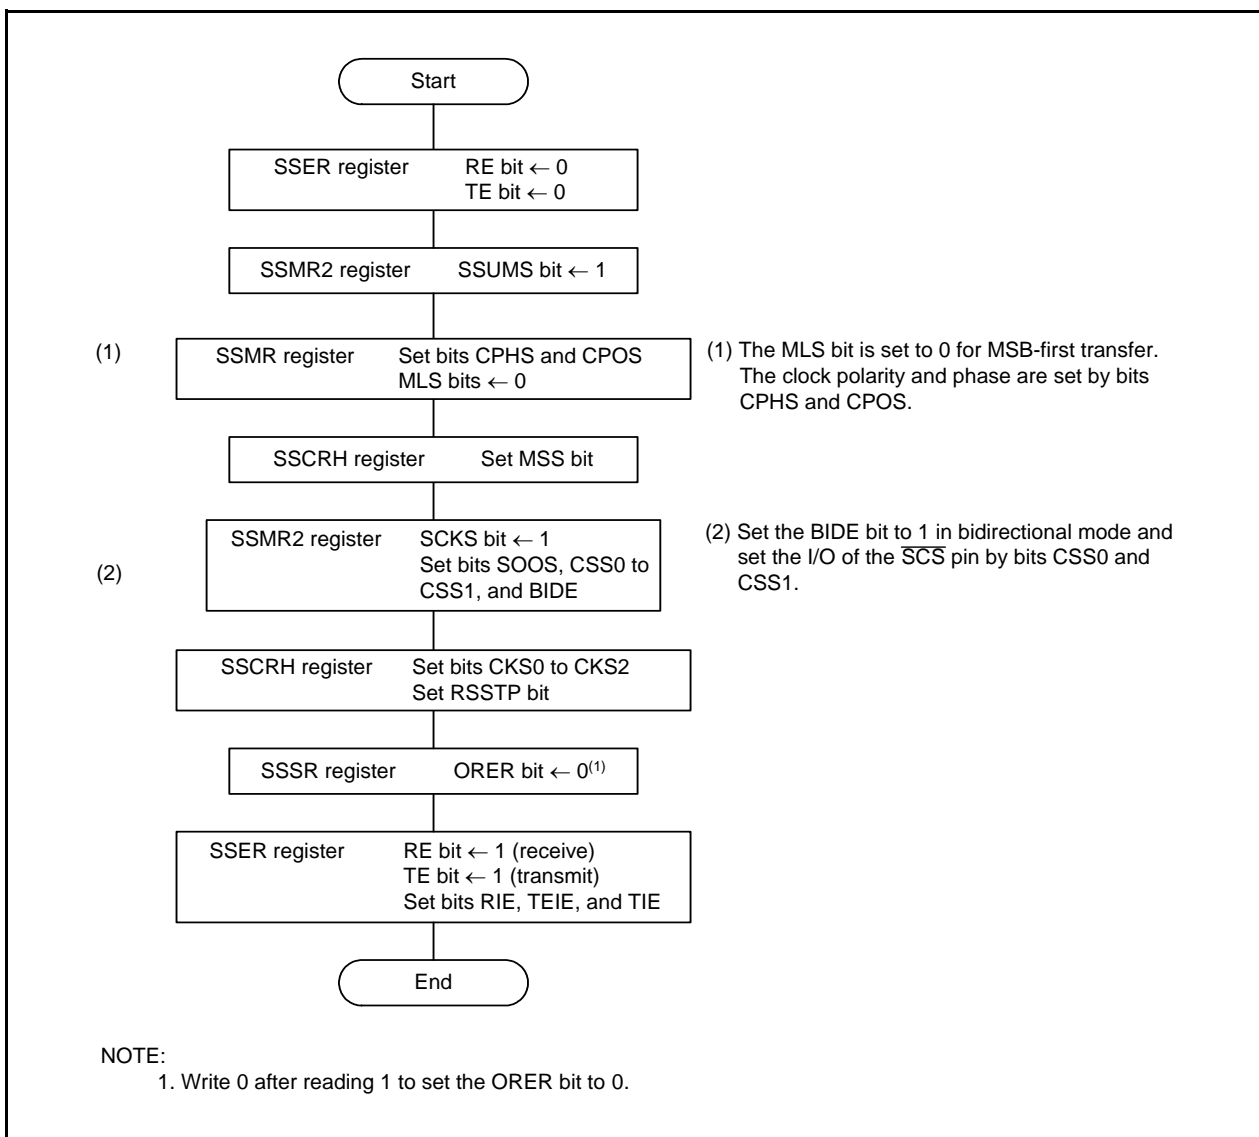 Start
SSER register RE bit ← 0
TE bit ← 0
SSMR2 register SSUMS bit ← 1
(1)
SSMR register Set bits CPHS and CPOS
MLS bits ← 0
(1) The MLS bit is set to 0 for MSB-first transfer.
The clock polarity and phase are set by bits
CPHS and CPOS.
SSCRH register Set MSS bit
(2)
SSMR2 register SCKS bit ← 1
Set bits SOOS, CSS0 to
CSS1, and BIDE
(2) Set the BIDE bit to 1 in bidirectional mode and
set the I/O of the S̅C̅S̅ pin by bits CSS0 and
CSS1.
SSCRH register Set bits CKS0 to CKS2
Set RSSTP bit
SSSR register ORER bit ← 0(1)
SSER register RE bit ← 1 (receive)
TE bit ← 1 (transmit)
Set bits RIE, TEIE, and TIE
End
NOTE:
1. Write 0 after reading 1 to set the ORER bit to 0.